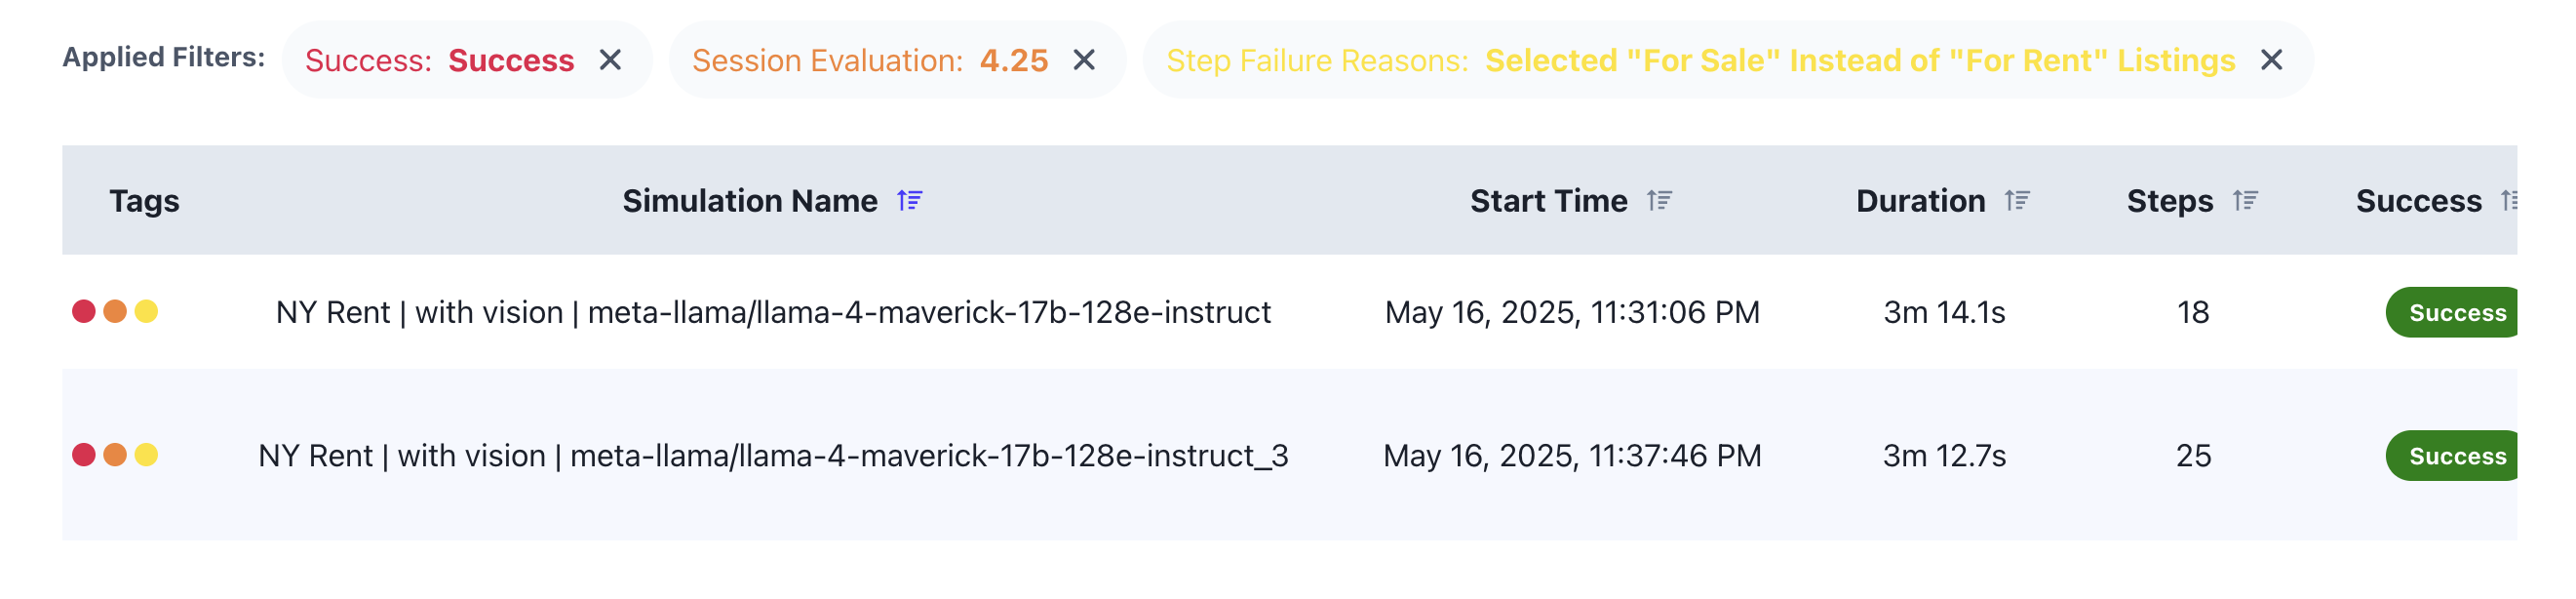 Applied Filters: Success: Success ✕ Session Evaluation: 4.25 ✕ Step Failure Reasons: Selected "For Sale" Instead of "For Rent" Listings ✕
Tags Simulation Name Start Time Duration Steps Success
NY Rent | with vision | meta-llama/llama-4-maverick-17b-128e-instruct May 16, 2025, 11:31:06 PM 3m 14.1s 18 Success
NY Rent | with vision | meta-llama/llama-4-maverick-17b-128e-instruct_3 May 16, 2025, 11:37:46 PM 3m 12.7s 25 Success